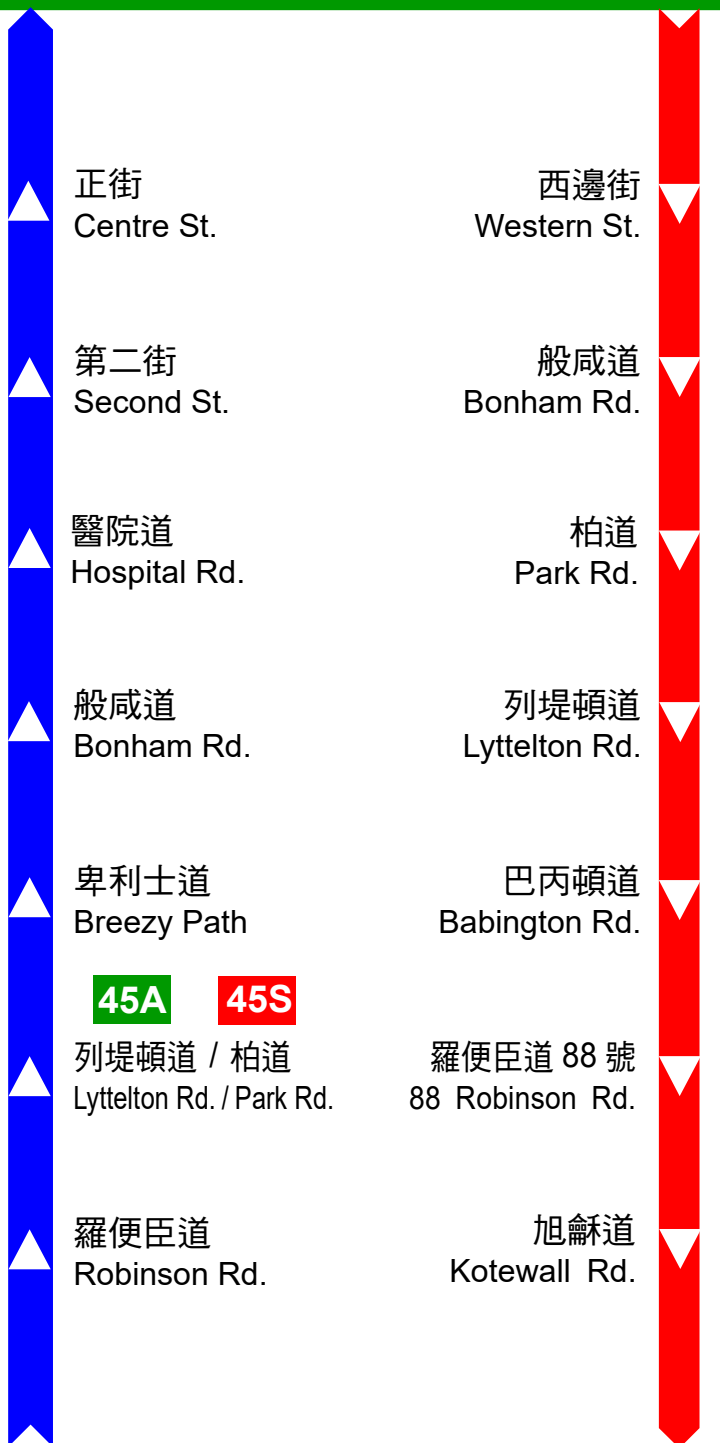 正街
Centre St.
西邊街
Western St.
第二街
Second St.
般咸道
Bonham Rd.
醫院道
Hospital Rd.
柏道
Park Rd.
般咸道
Bonham Rd.
列堤頓道
Lyttelton Rd.
卑利士道
Breezy Path
巴丙頓道
Babington Rd.
45A 45S
列堤頓道 / 柏道
Lyttelton Rd. / Park Rd.
羅便臣道 88 號
88 Robinson Rd.
羅便臣道
Robinson Rd.
旭龢道
Kotewall Rd.